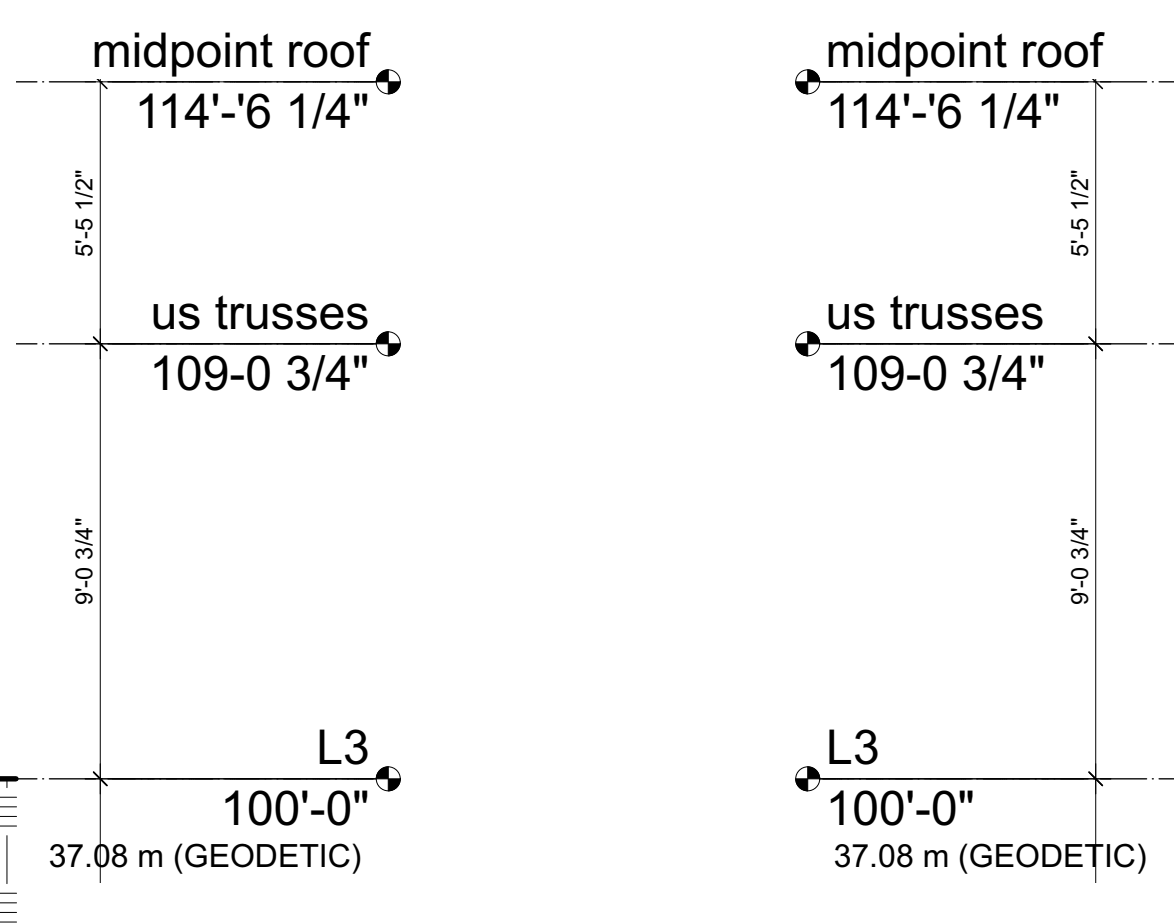 midpoint roof
114'-'6 1/4"
5'-5 1/2"
us trusses
109-0 3/4"
9'-0 3/4"
L3
100'-0"
37.08 m (GEODETIC)
midpoint roof
114'-'6 1/4"
5'-5 1/2"
us trusses
109-0 3/4"
9'-0 3/4"
L3
100'-0"
37.08 m (GEODETIC)